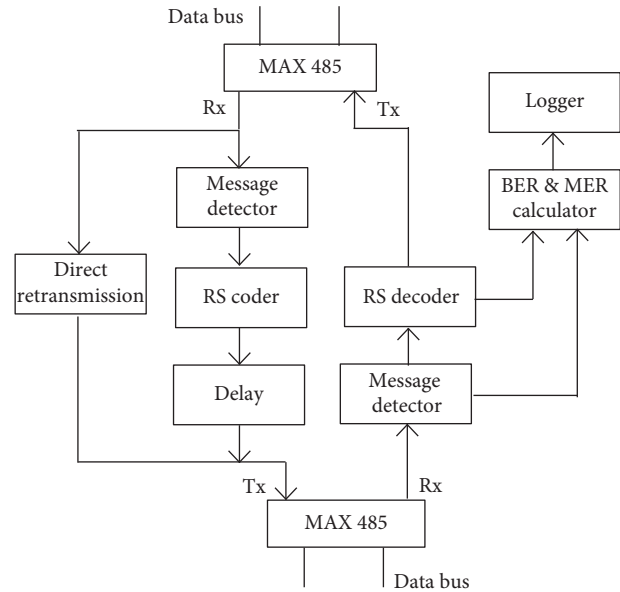 Data bus
MAX 485
Rx
Tx
Logger
Message
detector
BER & MER
calculator
Direct
retransmission
RS coder
RS decoder
Delay
Message
detector
Tx
Rx
MAX 485
Data bus